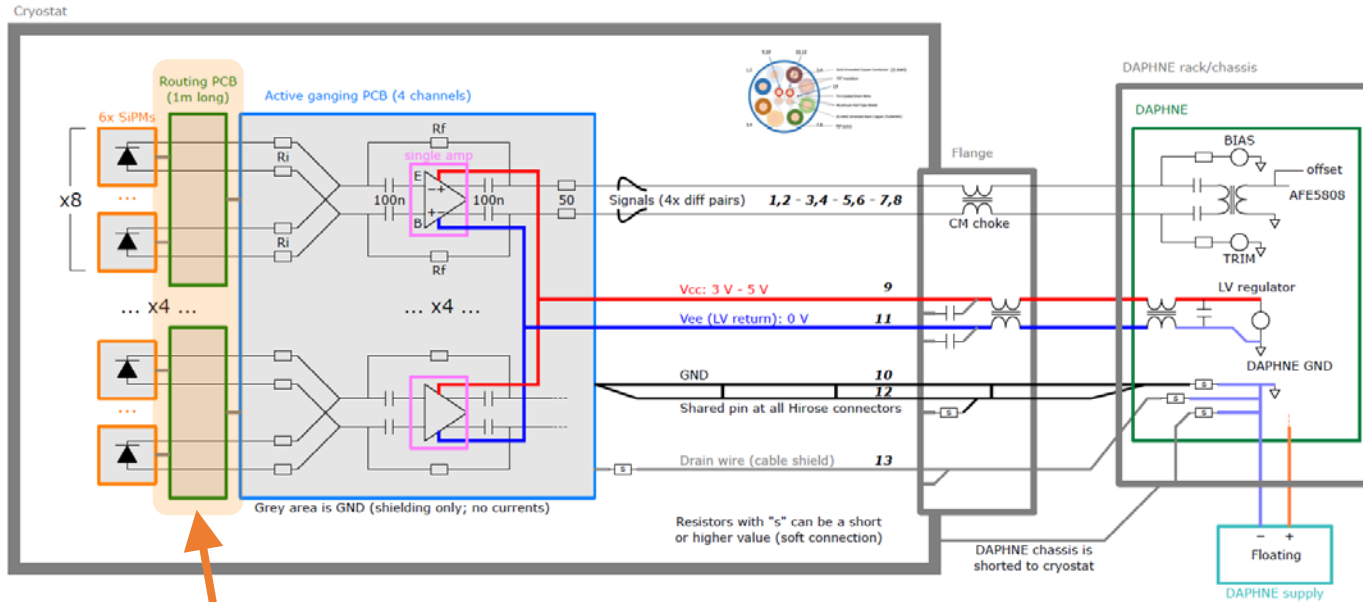 Cryostat
Routing PCB
(1m long)
Active ganging PCB (4 channels)
6x SiPMs
x8
...
Ri
Ri
Rf
single amp
E
-+
+-
B
100n
100n
50
Rf
... x4 ...
... x4 ...
...
Signals (4x diff pairs)
1,2 - 3,4 - 5,6 - 7,8
Vcc: 3 V - 5 V
9
Vee (LV return): 0 V
11
GND
10
12
Shared pin at all Hirose connectors
s
Drain wire (cable shield)
13
s
Grey area is GND (shielding only; no currents)
Resistors with "s" can be a short
or higher value (soft connection)
Flange
CM choke
DAPHNE rack/chassis
DAPHNE
BIAS
offset
AFE5808
TRIM
LV regulator
DAPHNE GND
s
s
s
DAPHNE chassis is
shorted to cryostat
- +
Floating
DAPHNE supply